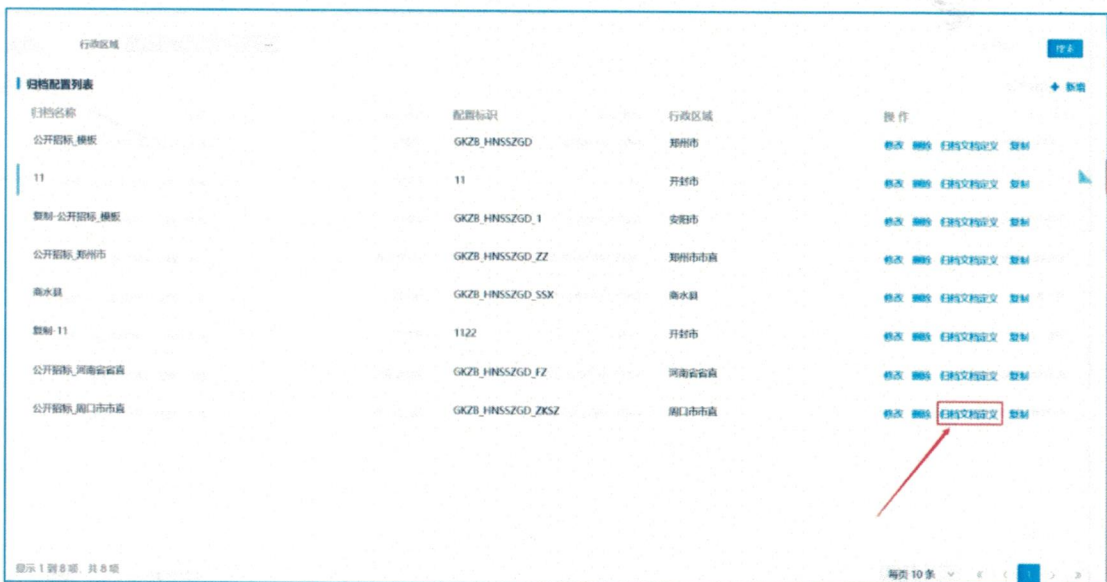 行政区域
搜索
归档配置列表
+ 新增
归档名称 配置标识 行政区域 操作
公开招标_模板 GKZB_HNSSZGD 郑州市 修改 删除 归档文档定义 复制
11 11 开封市 修改 删除 归档文档定义 复制
复制-公开招标_模板 GKZB_HNSSZGD_1 安阳市 修改 删除 归档文档定义 复制
公开招标_郑州市 GKZB_HNSSZGD_ZZ 郑州市市直 修改 删除 归档文档定义 复制
商水县 GKZB_HNSSZGD_SSX 商水县 修改 删除 归档文档定义 复制
复制-11 1122 开封市 修改 删除 归档文档定义 复制
公开招标_河南省省直 GKZB_HNSSZGD_FZ 河南省省直 修改 删除 归档文档定义 复制
公开招标_周口市市直 GKZB_HNSSZGD_ZKSZ 周口市市直 修改 删除 归档文档定义 复制
显示 1 到 8 项，共 8 项
每页 10 条 « ‹ 1 › »